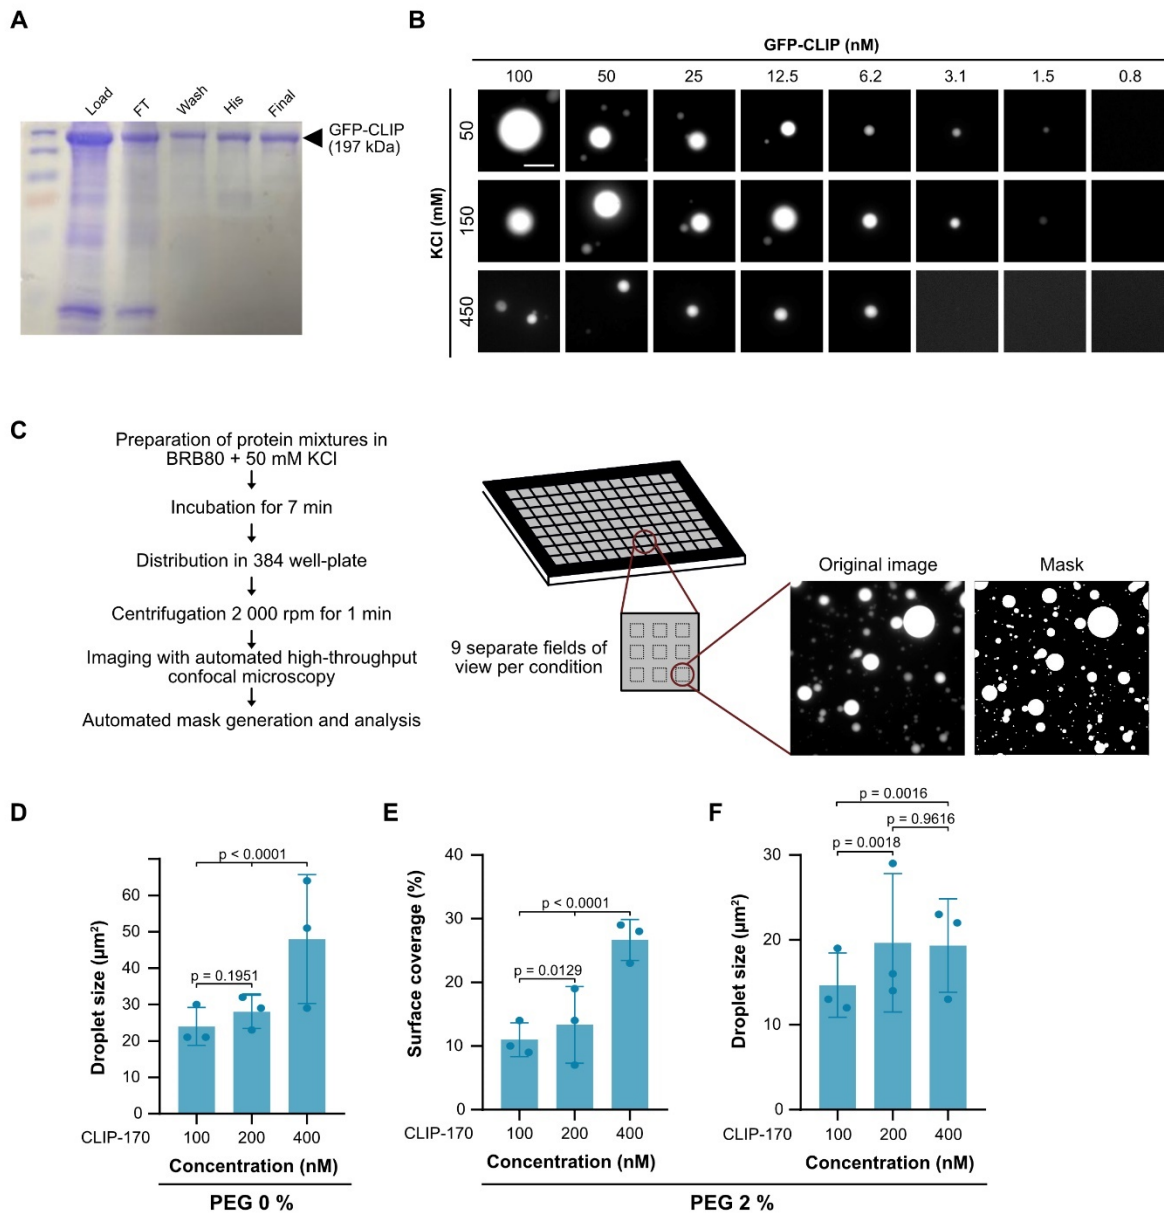 A
Load
FT
Wash
His
Final
GFP-CLIP
(197 kDa)
B
GFP-CLIP (nM)
100
50
25
12.5
6.2
3.1
1.5
0.8
KCl (mM)
50
150
450
C
Preparation of protein mixtures in
BRB80 + 50 mM KCl
Incubation for 7 min
Distribution in 384 well-plate
Centrifugation 2 000 rpm for 1 min
Imaging with automated high-throughput
confocal microscopy
Automated mask generation and analysis
9 separate fields of
view per condition
Original image
Mask
D
p < 0.0001
p = 0.1951
Droplet size (µm²)
60
50
40
30
20
10
0
CLIP-170
100
200
400
Concentration (nM)
PEG 0 %
E
p < 0.0001
p = 0.0129
Surface coverage (%)
40
30
20
10
0
CLIP-170
100
200
400
Concentration (nM)
F
p = 0.0016
p = 0.9616
p = 0.0018
Droplet size (µm²)
30
20
10
0
CLIP-170
100
200
400
Concentration (nM)
PEG 2 %